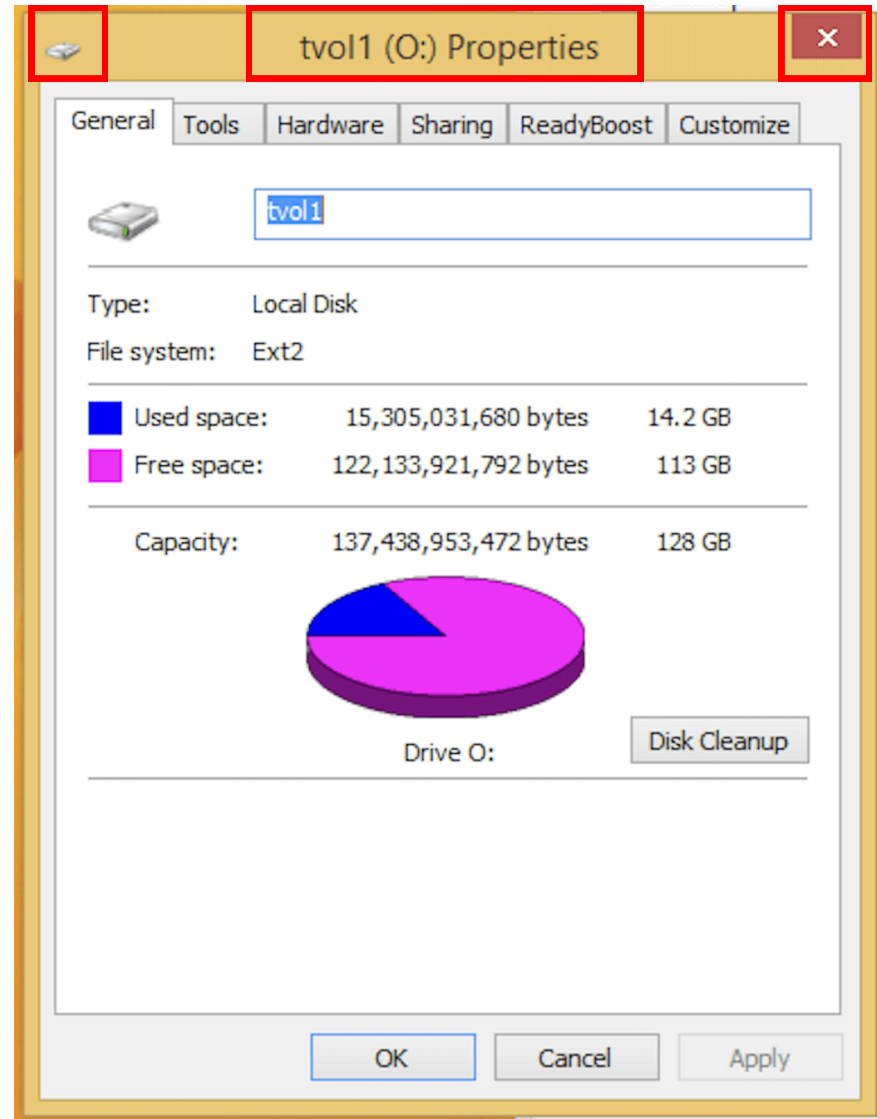 tvol1 (O:) Properties
General Tools Hardware Sharing ReadyBoost Customize
tvol1
Type: Local Disk
File system: Ext2
Used space: 15,305,031,680 bytes 14.2 GB
Free space: 122,133,921,792 bytes 113 GB
Capacity: 137,438,953,472 bytes 128 GB
Drive O:
Disk Cleanup
OK Cancel Apply